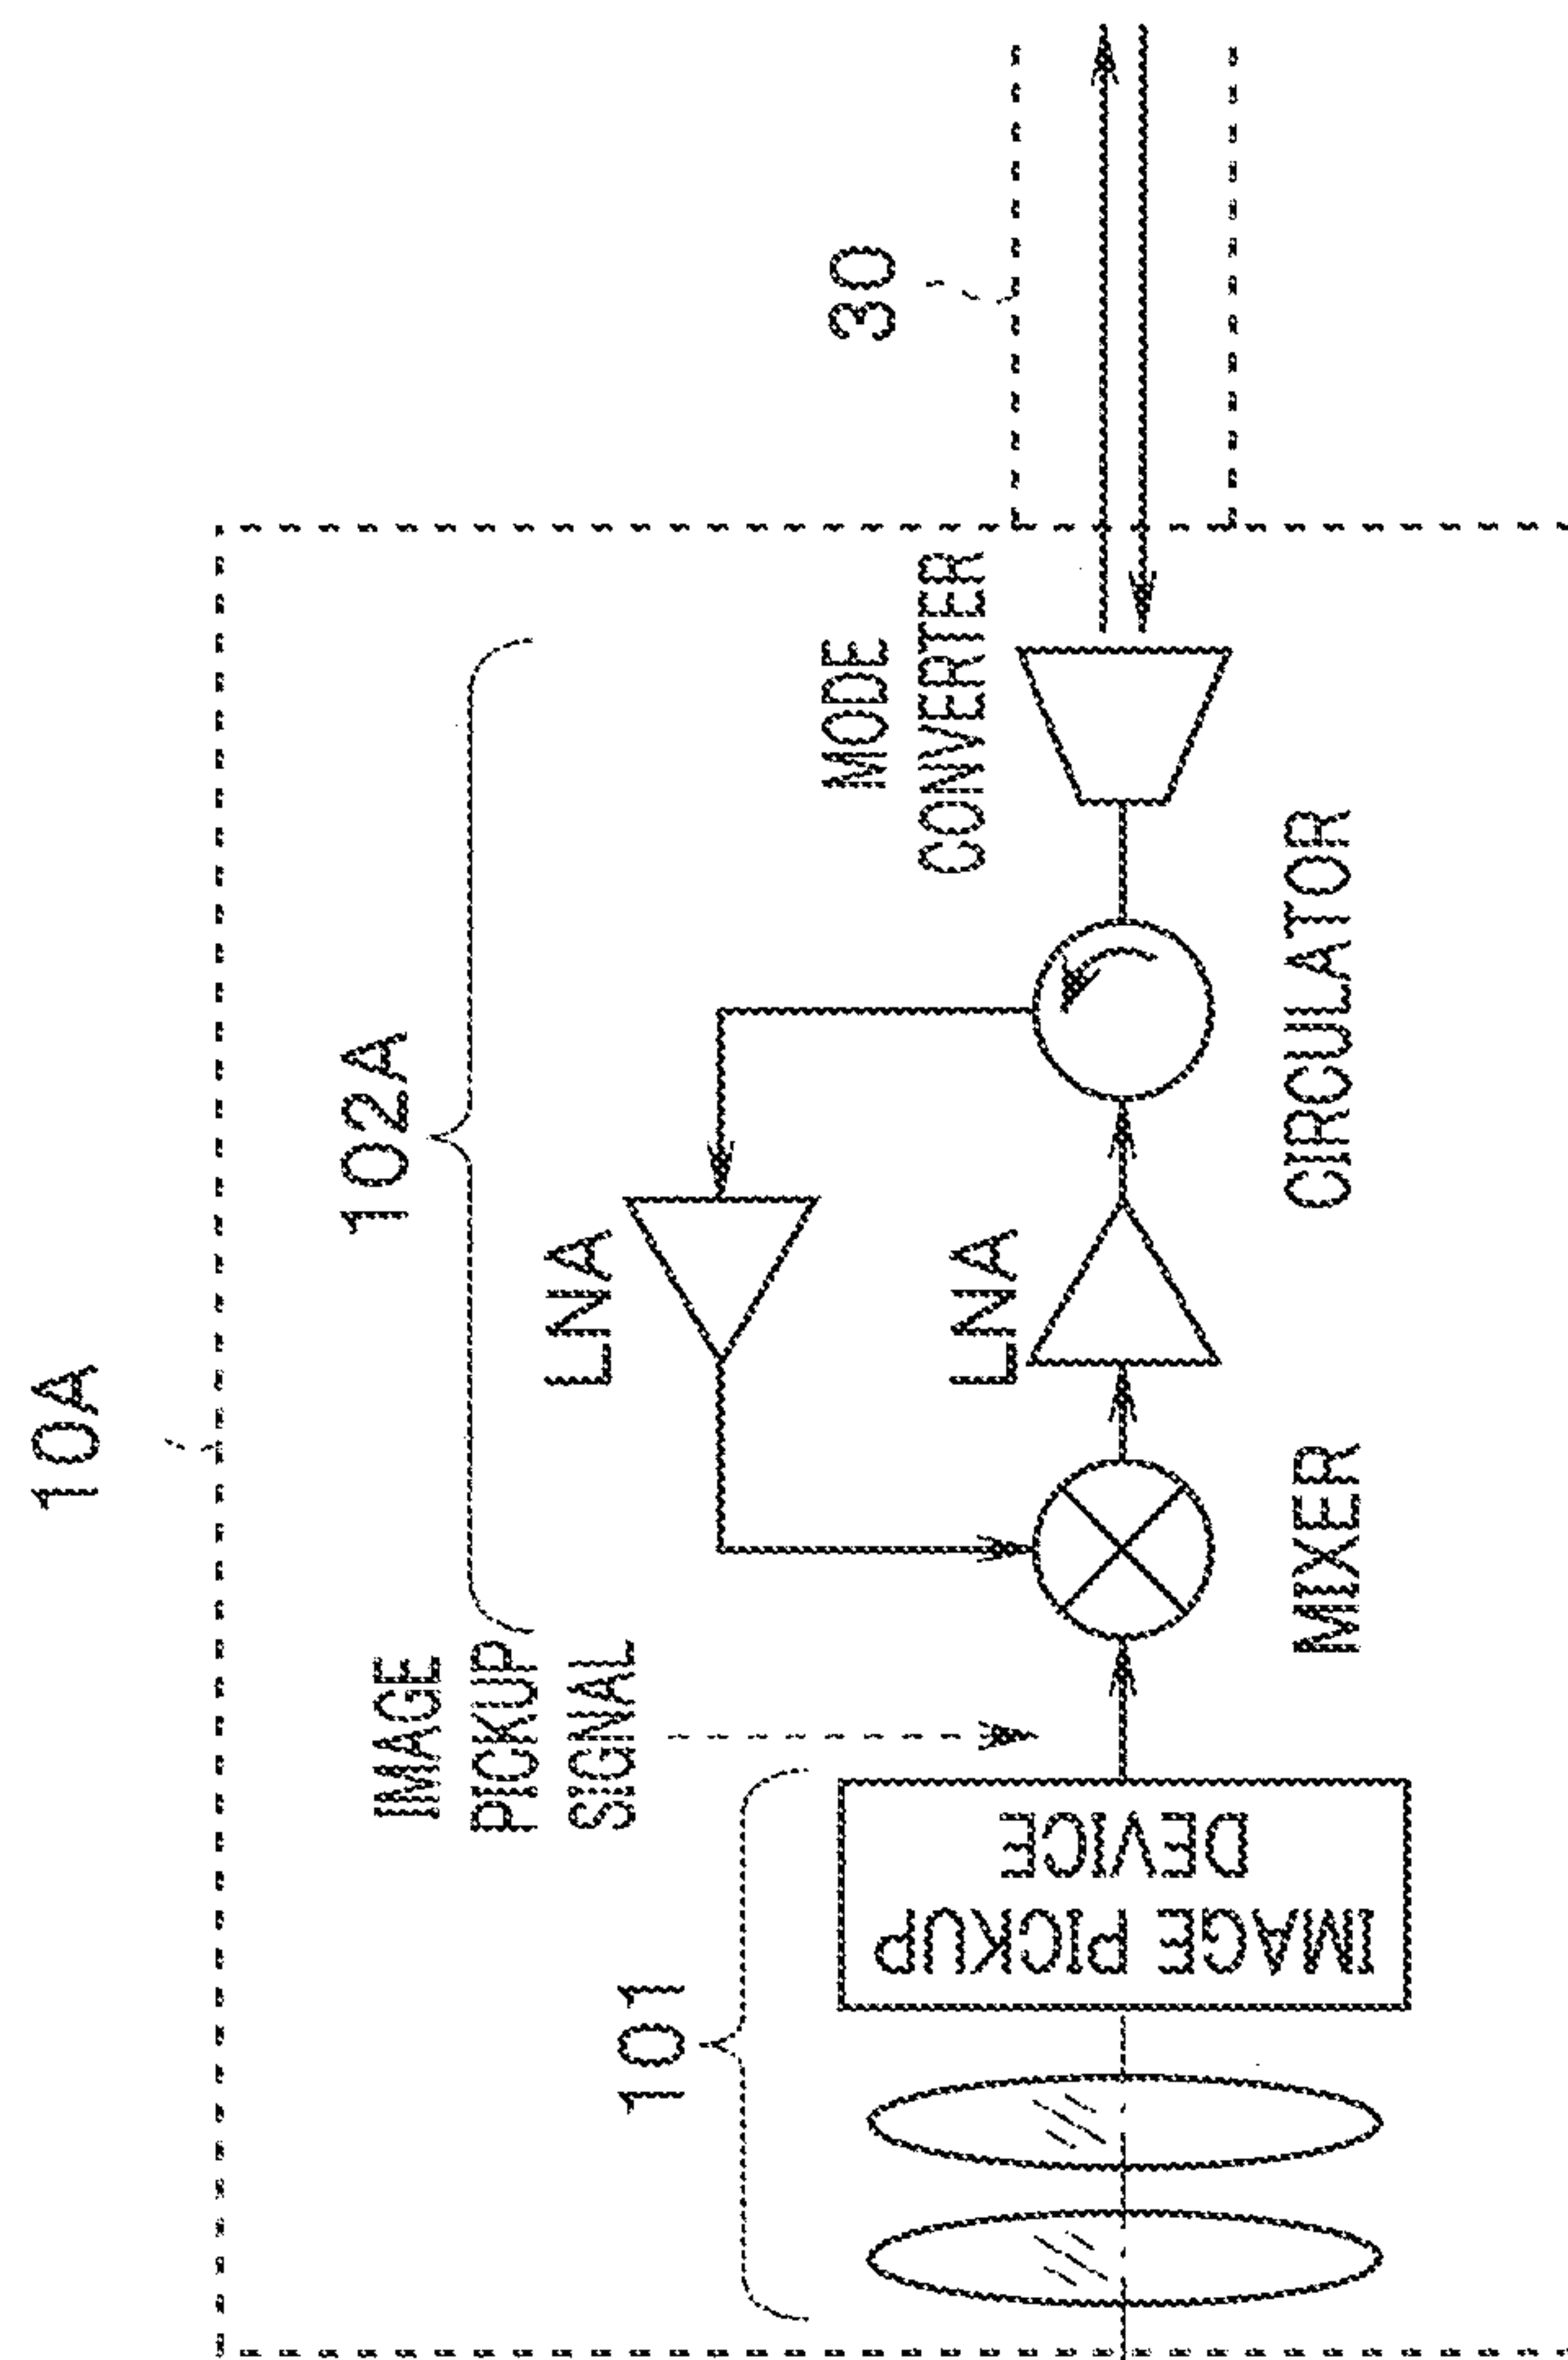 10A
102A
30
IMAGE
PICKUP
SIGNAL
LNA
MODE
CONVERTER
101
LNA
IMAGE PICKUP
DEVICE
MIXER
CIRCULATOR